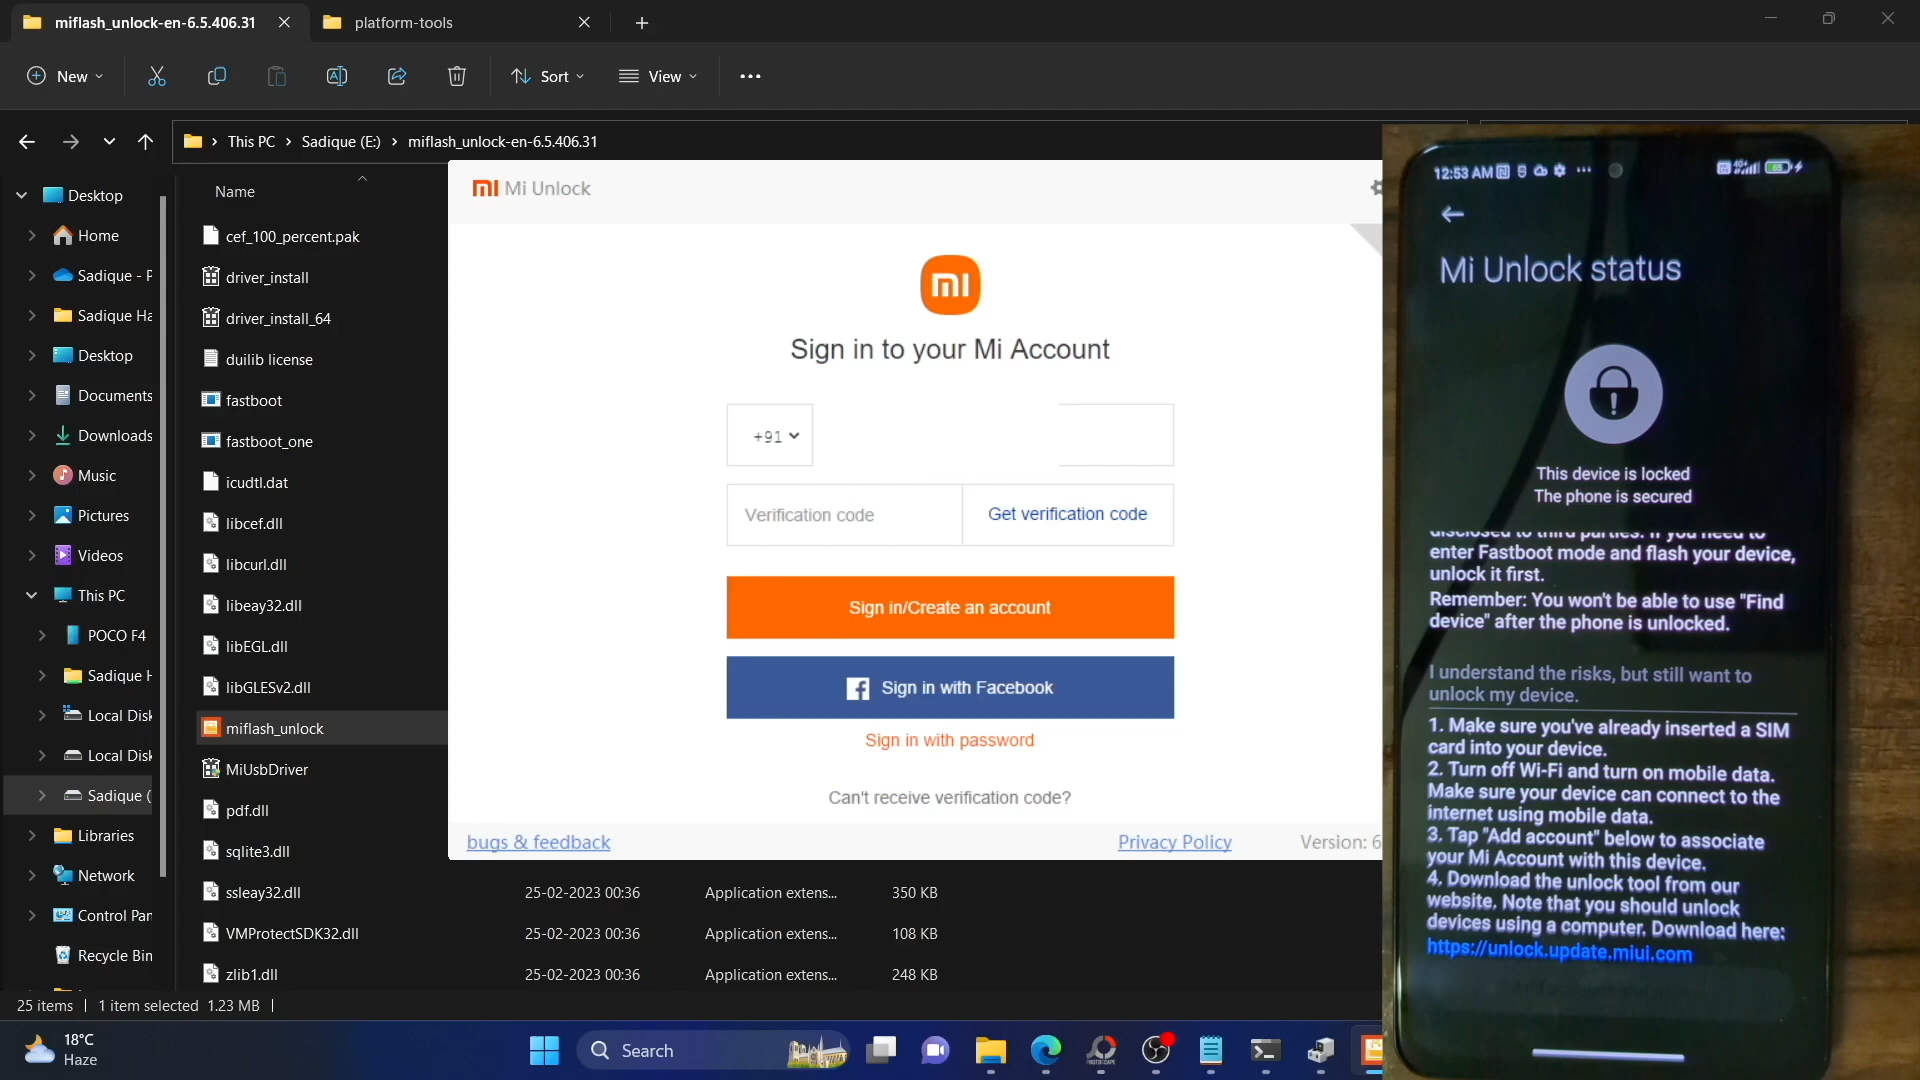 miflash_unlock-en-6.5.406.31
platform-tools
New
Sort
View
This PC
Sadique (E:)
miflash_unlock-en-6.5.406.31
Desktop
Home
Sadique - P
Sadique Ha
Desktop
Documents
Downloads
Music
Pictures
Videos
This PC
POCO F4
Sadique H
Local Disk
Local Disk
Sadique (
Libraries
Network
Control Pan
Recycle Bin
Name
cef_100_percent.pak
driver_install
driver_install_64
duilib license
fastboot
fastboot_one
icudtl.dat
libcef.dll
libcurl.dll
libeay32.dll
libEGL.dll
libGLESv2.dll
miflash_unlock
MiUsbDriver
pdf.dll
sqlite3.dll
ssleay32.dll 25-02-2023 00:36 Application extens... 350 KB
VMProtectSDK32.dll 25-02-2023 00:36 Application extens... 108 KB
zlib1.dll 25-02-2023 00:36 Application extens... 248 KB
25 items | 1 item selected 1.23 MB |
mi Mi Unlock
mi
Sign in to your Mi Account
+91
Verification code
Get verification code
Sign in/Create an account
Sign in with Facebook
Sign in with password
Can't receive verification code?
bugs & feedback
Privacy Policy
Version: 6
12:53 AM
Mi Unlock status
This device is locked
The phone is secured
disclosed to third parties. If you need to
enter Fastboot mode and flash your device,
unlock it first.
Remember: You won't be able to use "Find
device" after the phone is unlocked.
I understand the risks, but still want to
unlock my device.
1. Make sure you've already inserted a SIM
card into your device.
2. Turn off Wi-Fi and turn on mobile data.
Make sure your device can connect to the
internet using mobile data.
3. Tap "Add account" below to associate
your Mi Account with this device.
4. Download the unlock tool from our
website. Note that you should unlock
devices using a computer. Download here:
https://unlock.update.miui.com
18°C
Haze
Search